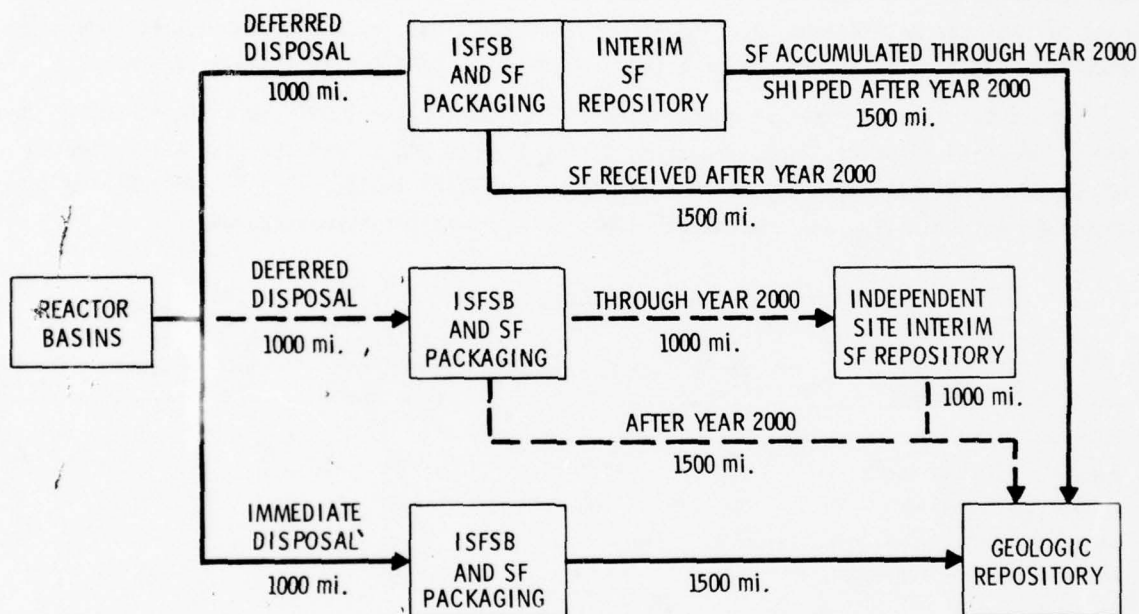 DEFERRED
DISPOSAL
1000 mi.
ISFSB
AND SF
PACKAGING
INTERIM
SF
REPOSITORY
SF ACCUMULATED THROUGH YEAR 2000
SHIPPED AFTER YEAR 2000
1500 mi.
SF RECEIVED AFTER YEAR 2000
1500 mi.
REACTOR
BASINS
DEFERRED
DISPOSAL
1000 mi.
ISFSB
AND SF
PACKAGING
THROUGH YEAR 2000
1000 mi.
INDEPENDENT
SITE INTERIM
SF REPOSITORY
1000 mi.
AFTER YEAR 2000
1500 mi.
IMMEDIATE
DISPOSAL
1000 mi.
ISFSB
AND SF
PACKAGING
1500 mi.
GEOLOGIC
REPOSITORY